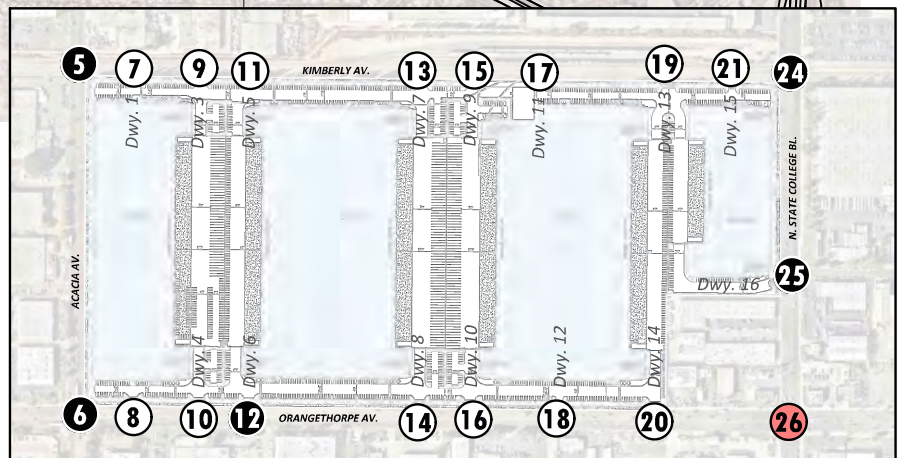 5
7
9
11
KIMBERLY AV.
13
15
17
19
21
24
Dwy. 1
Dwy. 3
Dwy. 5
Dwy. 7
Dwy. 9
Dwy. 11
Dwy. 13
Dwy. 15
ACACIA AV.
N. STATE COLLEGE BL.
25
Dwy. 16
Dwy. 4
Dwy. 6
Dwy. 8
Dwy. 10
Dwy. 12
Dwy. 14
6
8
10
12
ORANGETHORPE AV.
14
16
18
20
26